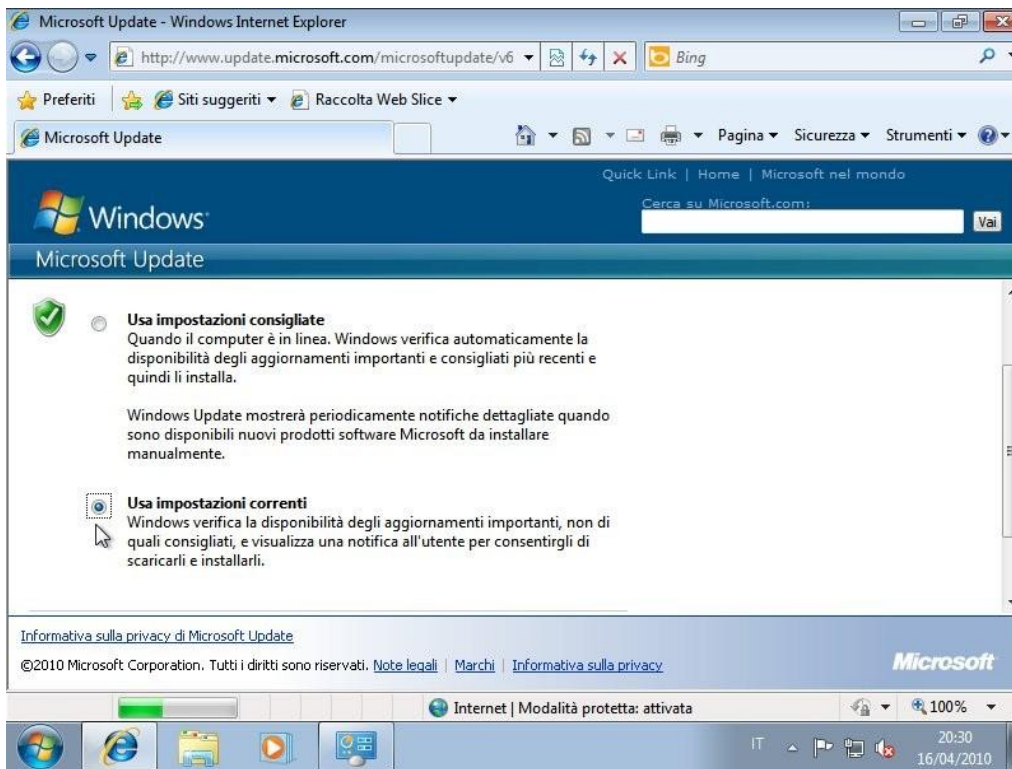 Microsoft Update - Windows Internet Explorer
http://www.update.microsoft.com/microsoftupdate/v6
Bing
Preferiti
Siti suggeriti
Raccolta Web Slice
Microsoft Update
Pagina
Sicurezza
Strumenti
Quick Link | Home | Microsoft nel mondo
Cerca su Microsoft.com:
Windows
Vai
Microsoft Update
Usa impostazioni consigliate
Quando il computer è in linea. Windows verifica automaticamente la
disponibilità degli aggiornamenti importanti e consigliati più recenti e
quindi li installa.
Windows Update mostrerà periodicamente notifiche dettagliate quando
sono disponibili nuovi prodotti software Microsoft da installare
manualmente.
Usa impostazioni correnti
Windows verifica la disponibilità degli aggiornamenti importanti, non di
quali consigliati, e visualizza una notifica all'utente per consentirgli di
scaricarli e installarli.
Informativa sulla privacy di Microsoft Update
©2010 Microsoft Corporation. Tutti i diritti sono riservati. Note legali | Marchi | Informativa sulla privacy
Microsoft
Internet | Modalità protetta: attivata
100%
IT
20:30
16/04/2010